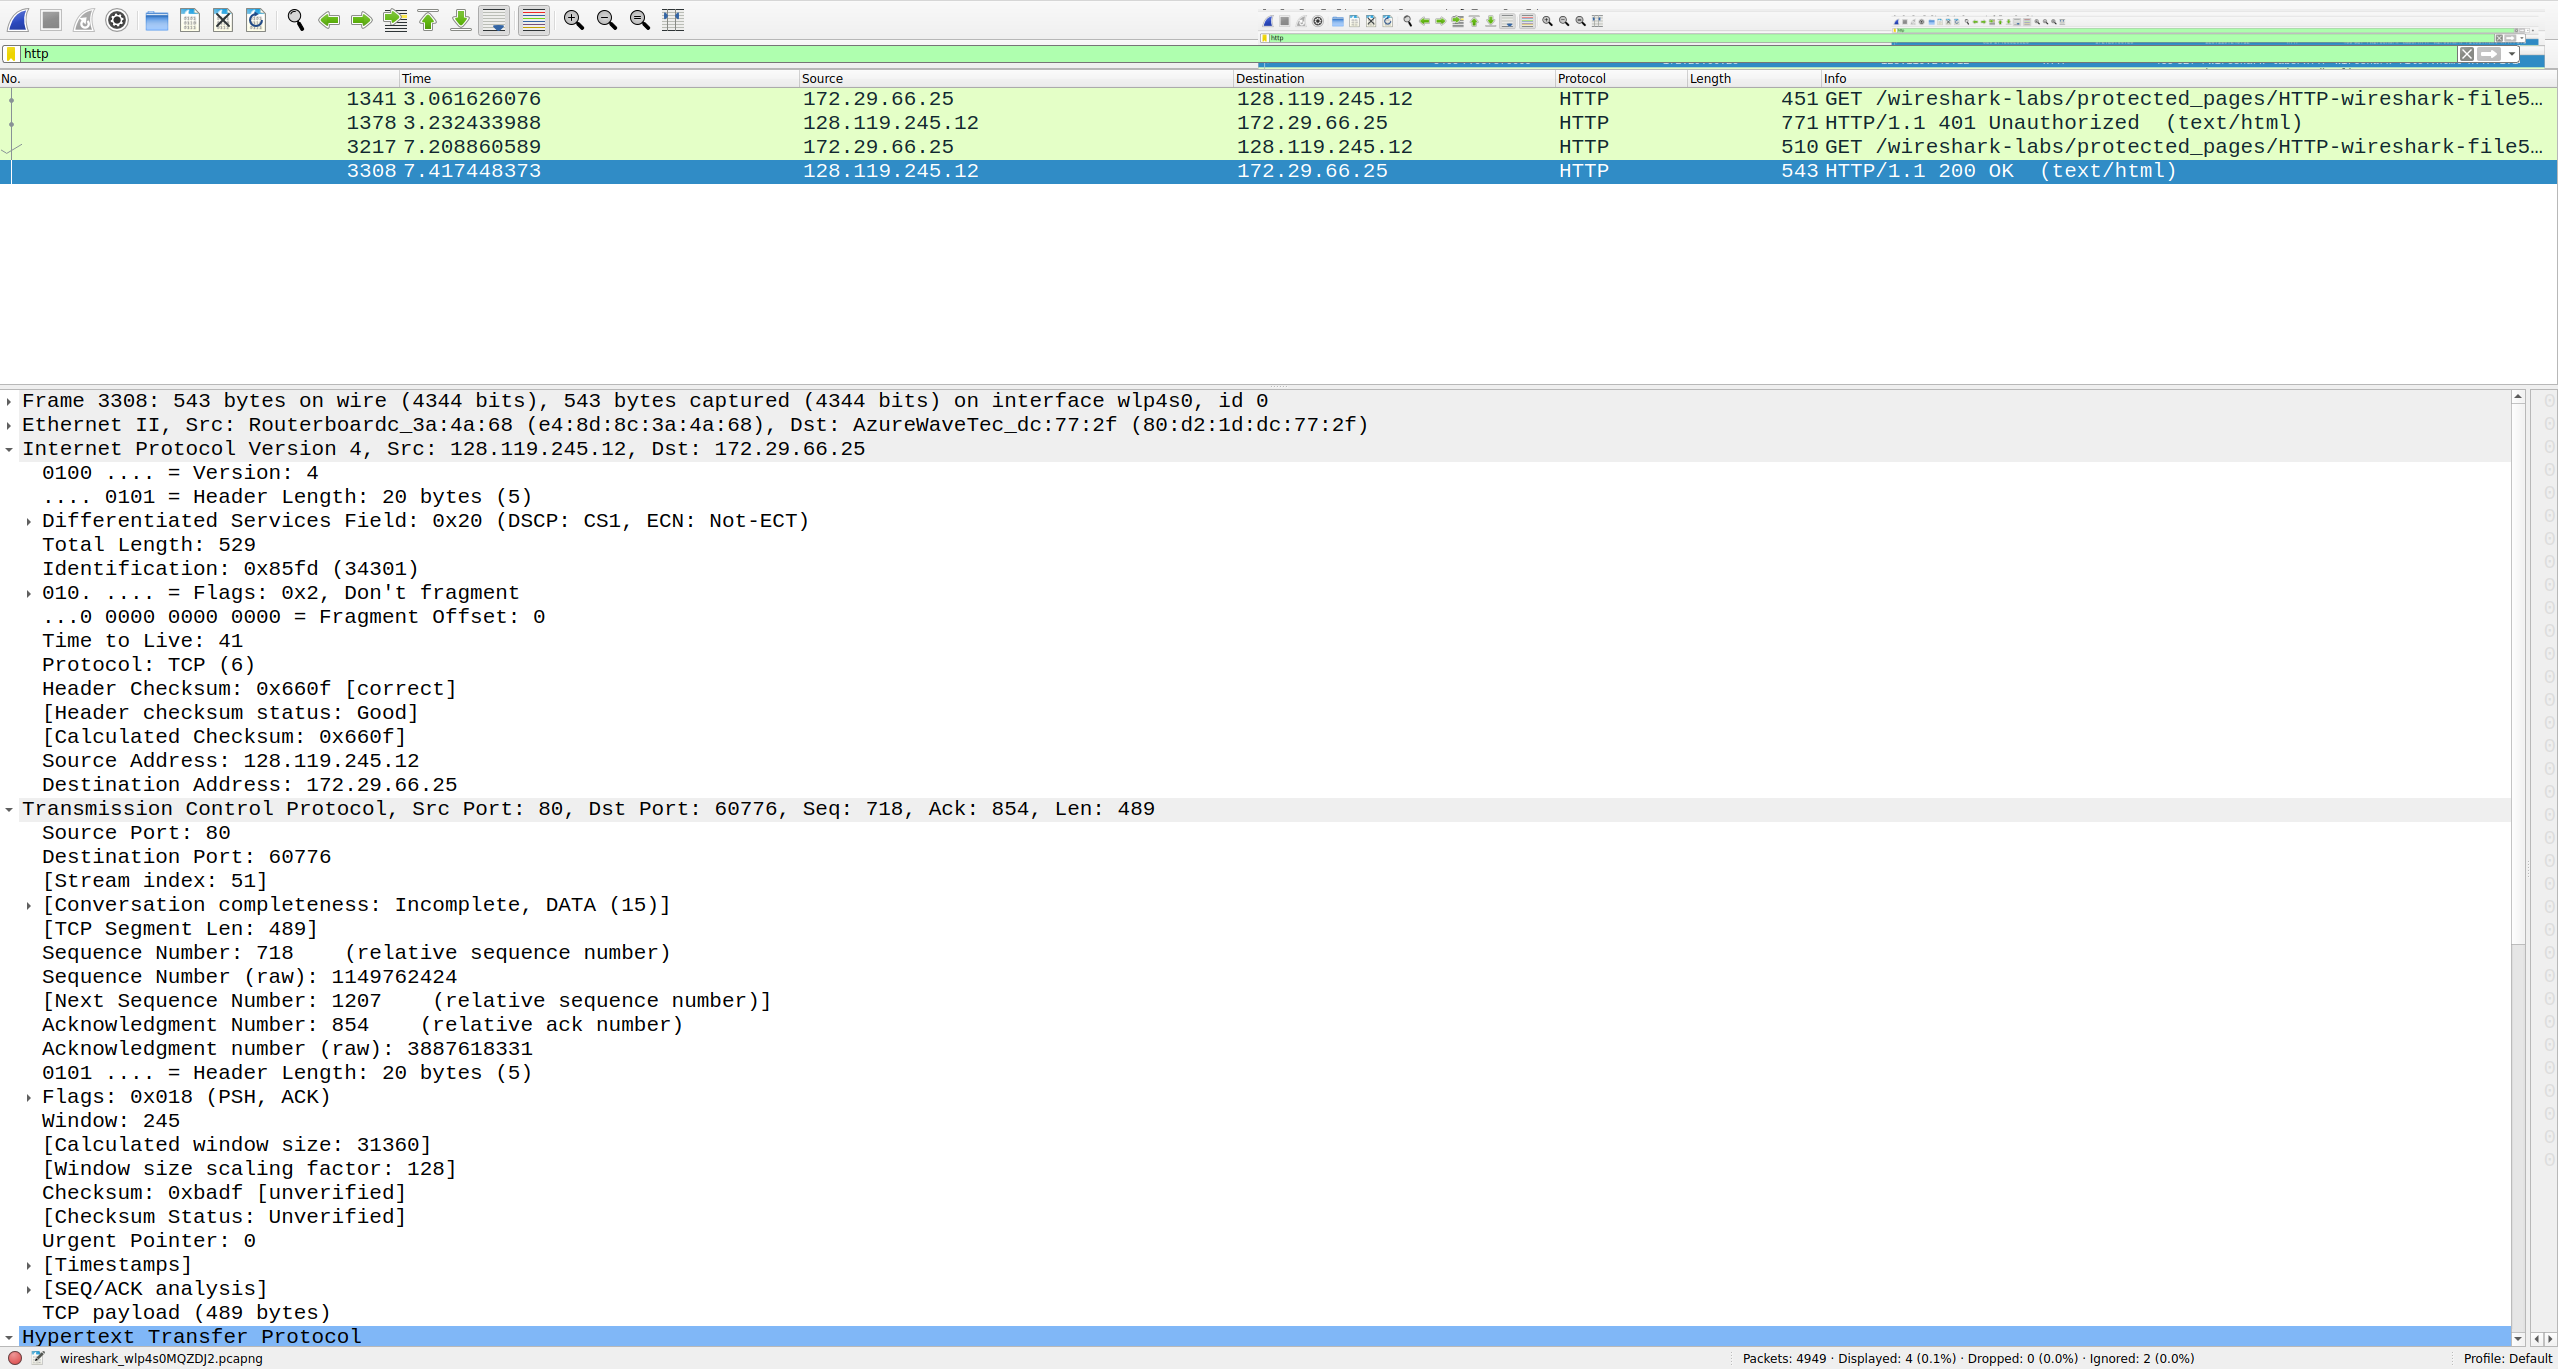 http
No. Time Source Destination Protocol Length Info
1341 3.061626076 172.29.66.25 128.119.245.12 HTTP 451 GET /wireshark-labs/protected_pages/HTTP-wireshark-file5…
1378 3.232433988 128.119.245.12 172.29.66.25 HTTP 771 HTTP/1.1 401 Unauthorized  (text/html)
3217 7.208860589 172.29.66.25 128.119.245.12 HTTP 510 GET /wireshark-labs/protected_pages/HTTP-wireshark-file5…
3308 7.417448373 128.119.245.12 172.29.66.25 HTTP 543 HTTP/1.1 200 OK  (text/html)
Frame 3308: 543 bytes on wire (4344 bits), 543 bytes captured (4344 bits) on interface wlp4s0, id 0
Ethernet II, Src: Routerboardc_3a:4a:68 (e4:8d:8c:3a:4a:68), Dst: AzureWaveTec_dc:77:2f (80:d2:1d:dc:77:2f)
Internet Protocol Version 4, Src: 128.119.245.12, Dst: 172.29.66.25
0100 .... = Version: 4
.... 0101 = Header Length: 20 bytes (5)
Differentiated Services Field: 0x20 (DSCP: CS1, ECN: Not-ECT)
Total Length: 529
Identification: 0x85fd (34301)
010. .... = Flags: 0x2, Don't fragment
...0 0000 0000 0000 = Fragment Offset: 0
Time to Live: 41
Protocol: TCP (6)
Header Checksum: 0x660f [correct]
[Header checksum status: Good]
[Calculated Checksum: 0x660f]
Source Address: 128.119.245.12
Destination Address: 172.29.66.25
Transmission Control Protocol, Src Port: 80, Dst Port: 60776, Seq: 718, Ack: 854, Len: 489
Source Port: 80
Destination Port: 60776
[Stream index: 51]
[Conversation completeness: Incomplete, DATA (15)]
[TCP Segment Len: 489]
Sequence Number: 718    (relative sequence number)
Sequence Number (raw): 1149762424
[Next Sequence Number: 1207    (relative sequence number)]
Acknowledgment Number: 854    (relative ack number)
Acknowledgment number (raw): 3887618331
0101 .... = Header Length: 20 bytes (5)
Flags: 0x018 (PSH, ACK)
Window: 245
[Calculated window size: 31360]
[Window size scaling factor: 128]
Checksum: 0xbadf [unverified]
[Checksum Status: Unverified]
Urgent Pointer: 0
[Timestamps]
[SEQ/ACK analysis]
TCP payload (489 bytes)
Hypertext Transfer Protocol
wireshark_wlp4s0MQZDJ2.pcapng
Packets: 4949 · Displayed: 4 (0.1%) · Dropped: 0 (0.0%) · Ignored: 2 (0.0%)
Profile: Default